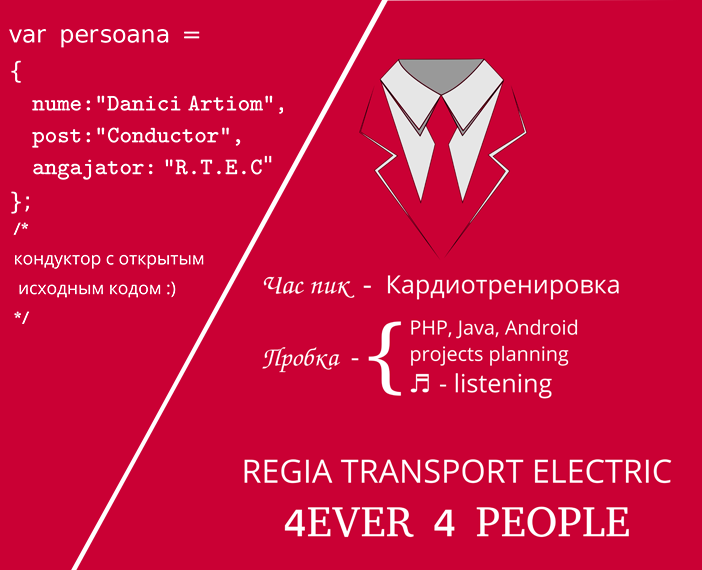 var persoana =
{
nume:"Danici Artiom",
post:"Conductor",
angajator: "R.T.E.C"
};
/*
кондуктор с открытым
исходным кодом :)
*/
Час пик - Кардиотренировка
Пробка - {
PHP, Java, Android
projects planning
♬ - listening
REGIA TRANSPORT ELECTRIC
4EVER 4 PEOPLE